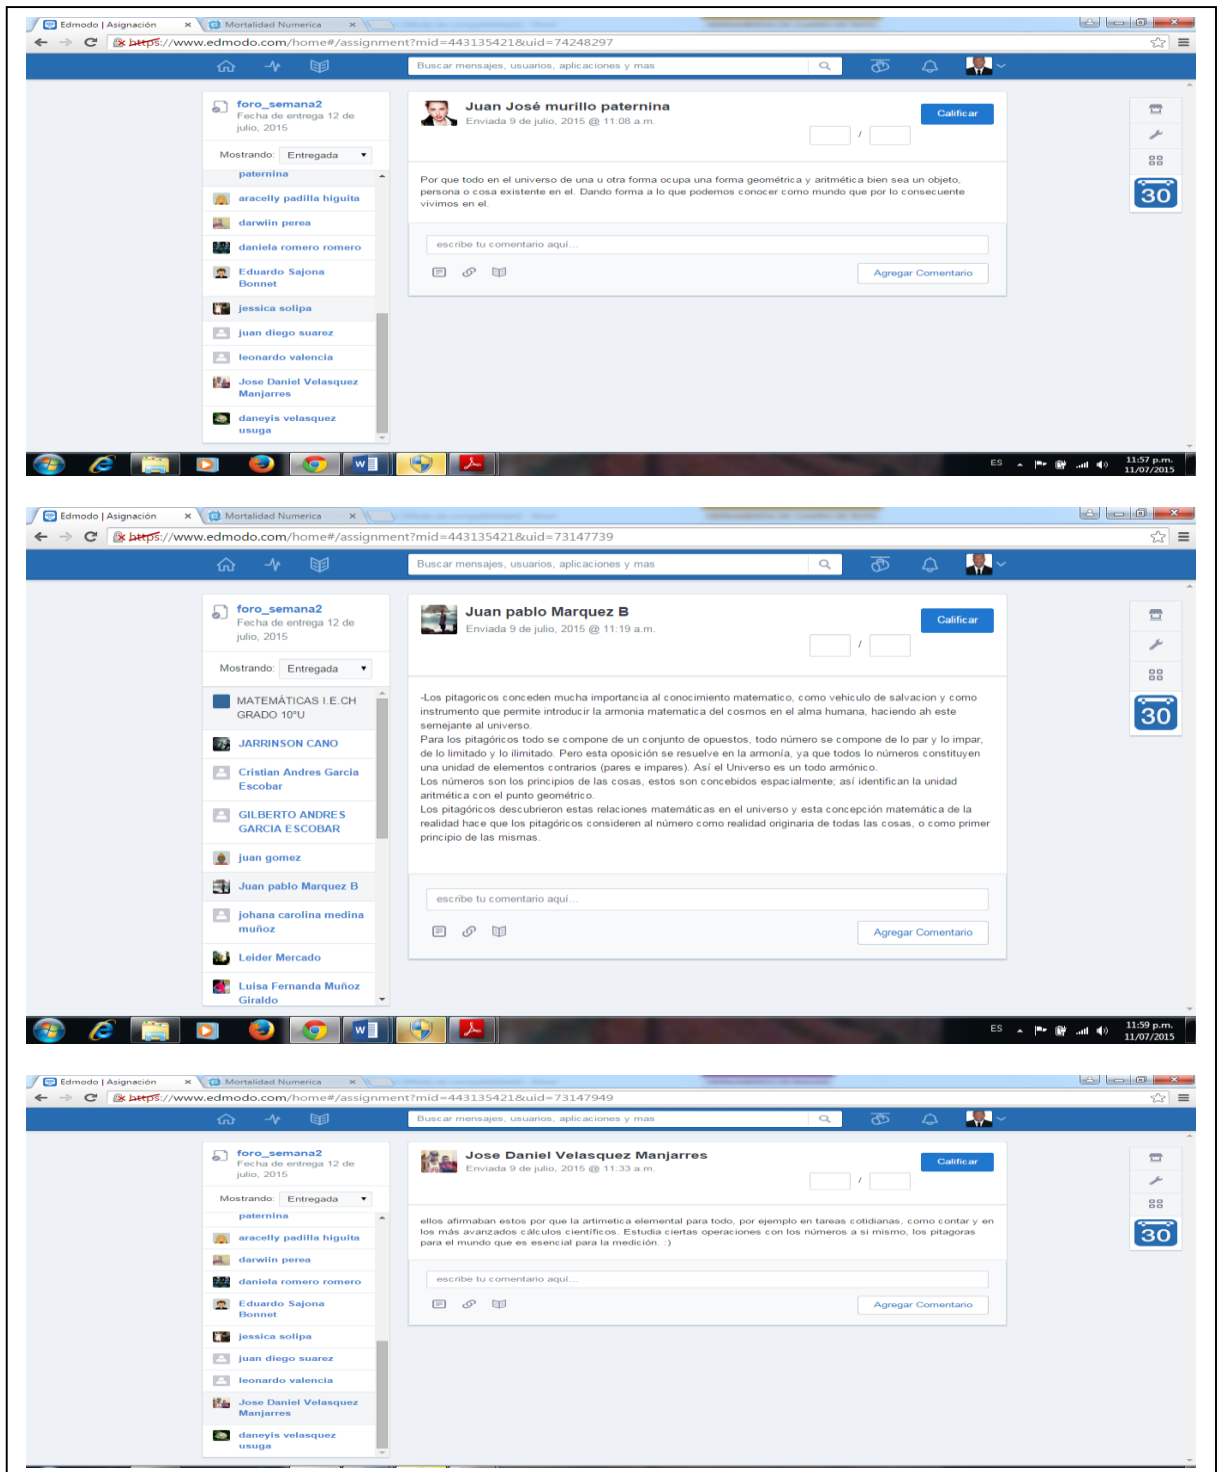 Edmodo | Asignación
Mortalidad Numerica
https://www.edmodo.com/home#/assignment?mid=443135421&uid=74248297
Buscar mensajes, usuarios, aplicaciones y mas
foro_semana2
Fecha de entrega 12 de
julio, 2015
Mostrando: Entregada
paternina
aracelly padilla higuita
darwiin perea
daniela romero romero
Eduardo Sajona
Bonnet
jessica solipa
juan diego suarez
leonardo valencia
Jose Daniel Velasquez
Manjarres
daneyis velasquez
usuga
Juan José murillo paternina
Enviada 9 de julio, 2015 @ 11:08 a.m.
Calificar
/
Por que todo en el universo de una u otra forma ocupa una forma geométrica y aritmética bien sea un objeto,
persona o cosa existente en el. Dando forma a lo que podemos conocer como mundo que por lo consecuente
vivimos en el.
escribe tu comentario aquí...
Agregar Comentario
30
ES
11:57 p.m.
11/07/2015
Edmodo | Asignación
Mortalidad Numerica
https://www.edmodo.com/home#/assignment?mid=443135421&uid=73147739
Buscar mensajes, usuarios, aplicaciones y mas
foro_semana2
Fecha de entrega 12 de
julio, 2015
Mostrando: Entregada
MATEMÁTICAS I.E.CH
GRADO 10°U
JARRINSON CANO
Cristian Andres Garcia
Escobar
GILBERTO ANDRES
GARCIA ESCOBAR
juan gomez
Juan pablo Marquez B
johana carolina medina
muñoz
Leider Mercado
Luisa Fernanda Muñoz
Giraldo
Juan pablo Marquez B
Enviada 9 de julio, 2015 @ 11:19 a.m.
Calificar
/
-Los pitagoricos conceden mucha importancia al conocimiento matematico, como vehiculo de salvacion y como
instrumento que permite introducir la armonia matematica del cosmos en el alma humana, haciendo ah este
semejante al universo.
Para los pitagóricos todo se compone de un conjunto de opuestos, todo número se compone de lo par y lo impar,
de lo limitado y lo ilimitado. Pero esta oposición se resuelve en la armonía, ya que todos lo números constituyen
una unidad de elementos contrarios (pares e impares). Así el Universo es un todo armónico.
Los números son los principios de las cosas, estos son concebidos espacialmente; así identifican la unidad
aritmética con el punto geométrico.
Los pitagóricos descubrieron estas relaciones matemáticas en el universo y esta concepción matemática de la
realidad hace que los pitagóricos consideren al número como realidad originaria de todas las cosas, o como primer
principio de las mismas.
escribe tu comentario aquí...
Agregar Comentario
30
ES
11:59 p.m.
11/07/2015
Edmodo | Asignación
Mortalidad Numerica
https://www.edmodo.com/home#/assignment?mid=443135421&uid=73147949
Buscar mensajes, usuarios, aplicaciones y mas
foro_semana2
Fecha de entrega 12 de
julio, 2015
Mostrando: Entregada
paternina
aracelly padilla higuita
darwiin perea
daniela romero romero
Eduardo Sajona
Bonnet
jessica solipa
juan diego suarez
leonardo valencia
Jose Daniel Velasquez
Manjarres
daneyis velasquez
usuga
Jose Daniel Velasquez Manjarres
Enviada 9 de julio, 2015 @ 11:33 a.m.
Calificar
/
ellos afirmaban estos por que la artimetica elemental para todo, por ejemplo en tareas cotidianas, como contar y en
los más avanzados cálculos científicos. Estudia ciertas operaciones con los números a si mismo, los pitagoras
para el mundo que es esencial para la medición. :)
escribe tu comentario aquí...
Agregar Comentario
30